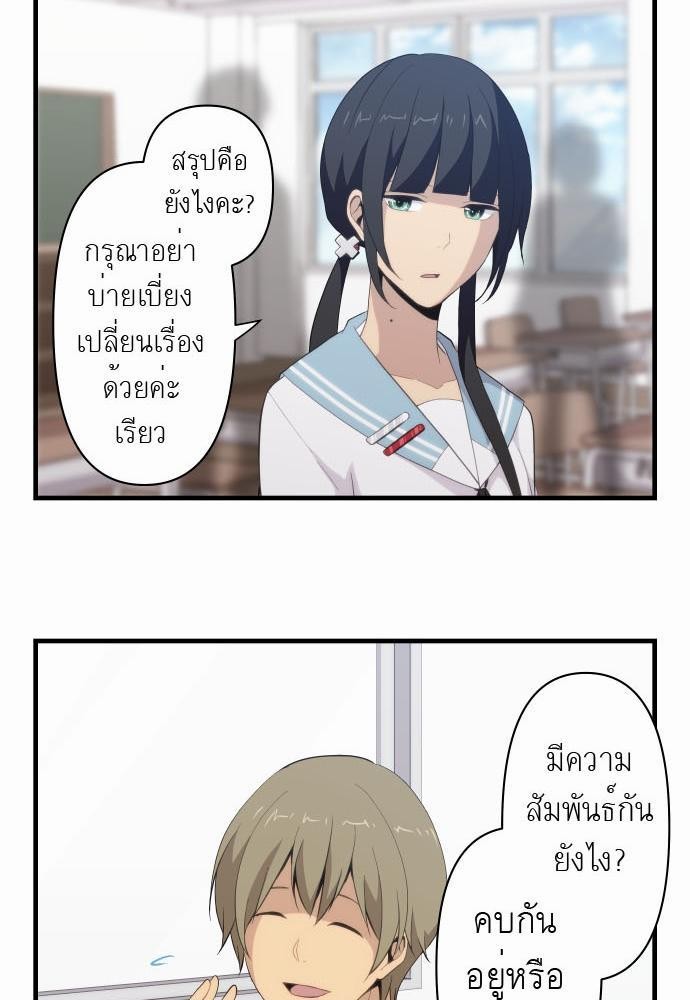 สรุปคือ
ยังไงคะ?
กรุณาอย่า
บ่ายเบี่ยง
เปลี่ยนเรื่อง
ด้วยค่ะ
เรียว
มีความ
สัมพันธ์กัน
ยังไง?
คบกัน
อยู่หรือ